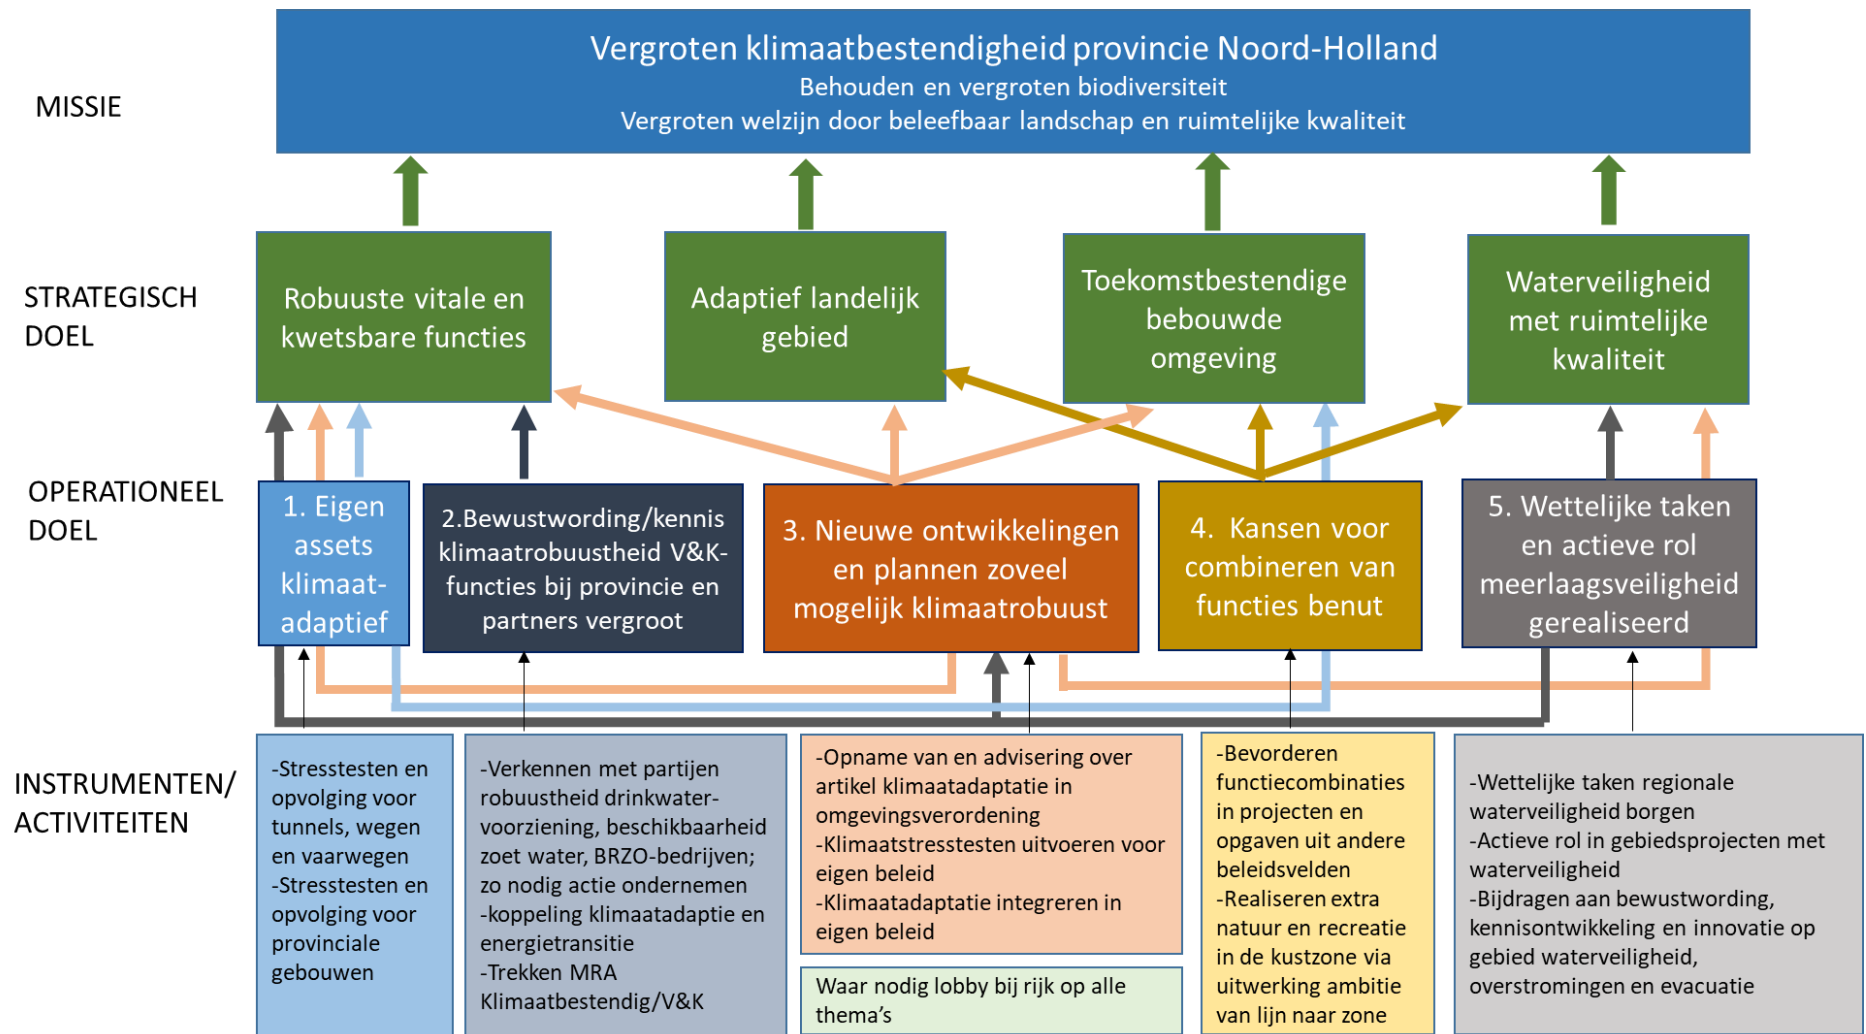 MISSIE
Vergroten klimaatbestendigheid provincie Noord-Holland
Behouden en vergroten biodiversiteit
Vergroten welzijn door beleefbaar landschap en ruimtelijke kwaliteit
STRATEGISCH
DOEL
Robuuste vitale en
kwetsbare functies
Adaptief landelijk
gebied
Toekomstbestendige
bebouwde
omgeving
Waterveiligheid
met ruimtelijke
kwaliteit
OPERATIONEEL
DOEL
1. Eigen
assets
klimaat-
adaptief
2.Bewustwording/kennis
klimaatrobuustheid V&K-
functies bij provincie en
partners vergroot
3. Nieuwe ontwikkelingen
en plannen zoveel
mogelijk klimaatrobuust
4. Kansen voor
combineren van
functies benut
5. Wettelijke taken
en actieve rol
meerlaagsveiligheid
gerealiseerd
INSTRUMENTEN/
ACTIVITEITEN
-Stresstesten en
opvolging voor
tunnels, wegen
en vaarwegen
-Stresstesten en
opvolging voor
provinciale
gebouwen
-Verkennen met partijen
robuustheid drinkwater-
voorziening, beschikbaarheid
zoet water, BRZO-bedrijven;
zo nodig actie ondernemen
-koppeling klimaatadaptie en
energietransitie
-Trekken MRA
Klimaatbestendig/V&K
-Opname van en advisering over
artikel klimaatadaptatie in
omgevingsverordening
-Klimaatstresstesten uitvoeren voor
eigen beleid
-Klimaatadaptatie integreren in
eigen beleid
Waar nodig lobby bij rijk op alle
thema's
-Bevorderen
functiecombinaties
in projecten en
opgaven uit andere
beleidsvelden
-Realiseren extra
natuur en recreatie
in de kustzone via
uitwerking ambitie
van lijn naar zone
-Wettelijke taken regionale
waterveiligheid borgen
-Actieve rol in gebiedsprojecten met
waterveiligheid
-Bijdragen aan bewustwording,
kennisontwikkeling en innovatie op
gebied waterveiligheid,
overstromingen en evacuatie